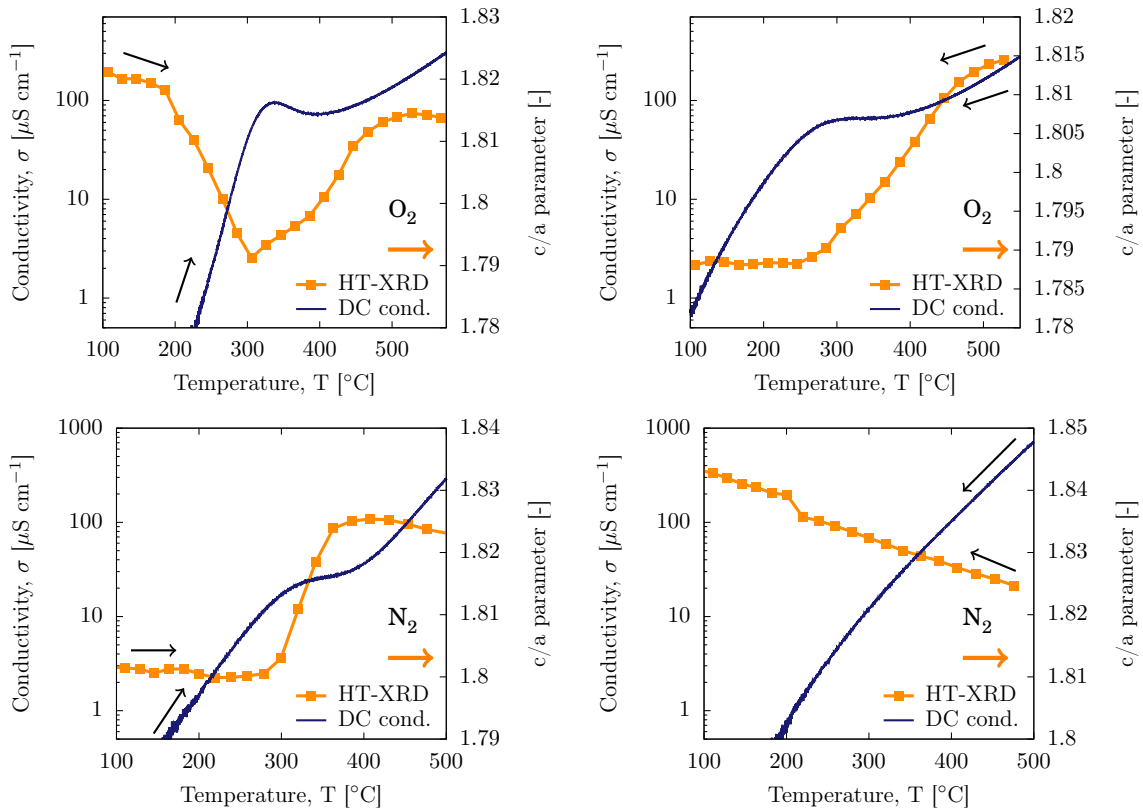 Conductivity, σ [μS cm⁻¹]
1000
100
10
1
100 200 300 400 500
Temperature, T [°C]
1.83
1.82
1.81
1.8
1.79
1.78
c/a parameter [-]
O₂
HT-XRD
DC cond.
Conductivity, σ [μS cm⁻¹]
1000
100
10
1
100 200 300 400 500
Temperature, T [°C]
1.82
1.815
1.81
1.805
1.8
1.795
1.79
1.785
1.78
c/a parameter [-]
O₂
HT-XRD
DC cond.
Conductivity, σ [μS cm⁻¹]
1000
100
10
1
100 200 300 400 500
Temperature, T [°C]
1.84
1.83
1.82
1.81
1.8
1.79
c/a parameter [-]
N₂
HT-XRD
DC cond.
Conductivity, σ [μS cm⁻¹]
1000
100
10
1
100 200 300 400 500
Temperature, T [°C]
1.85
1.84
1.83
1.82
1.81
1.8
c/a parameter [-]
N₂
HT-XRD
DC cond.